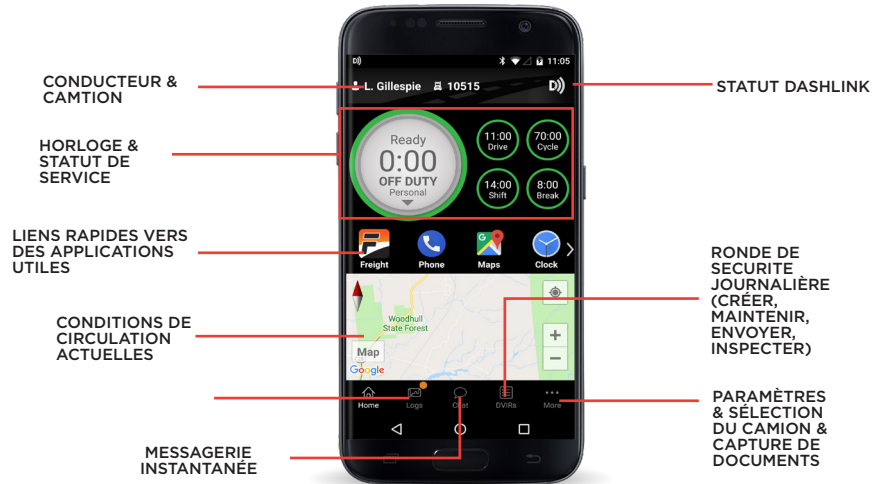 D)) 11:05
CONDUCTEUR &
CAMTION
L. Gillespie 10515 D))
STATUT DASHLINK
HORLOGE &
STATUT DE
SERVICE
Ready
0:00
OFF DUTY
Personal
11:00
Drive
70:00
Cycle
14:00
Shift
8:00
Break
LIENS RAPIDES VERS
DES APPLICATIONS
UTILES
Freight
Phone
G
Maps
Clock
RONDE DE
SECURITE
JOURNALIÈRE
(CRÉER,
MAINTENIR,
ENVOYER,
INSPECTER)
CONDITIONS DE
CIRCULATION
ACTUELLES
Woodhull
State Forest
+
−
Map
Google
Home
Logs
Chat
DVIRs
More
MESSAGERIE
INSTANTANÉE
PARAMÈTRES
& SÉLECTION
DU CAMION &
CAPTURE DE
DOCUMENTS